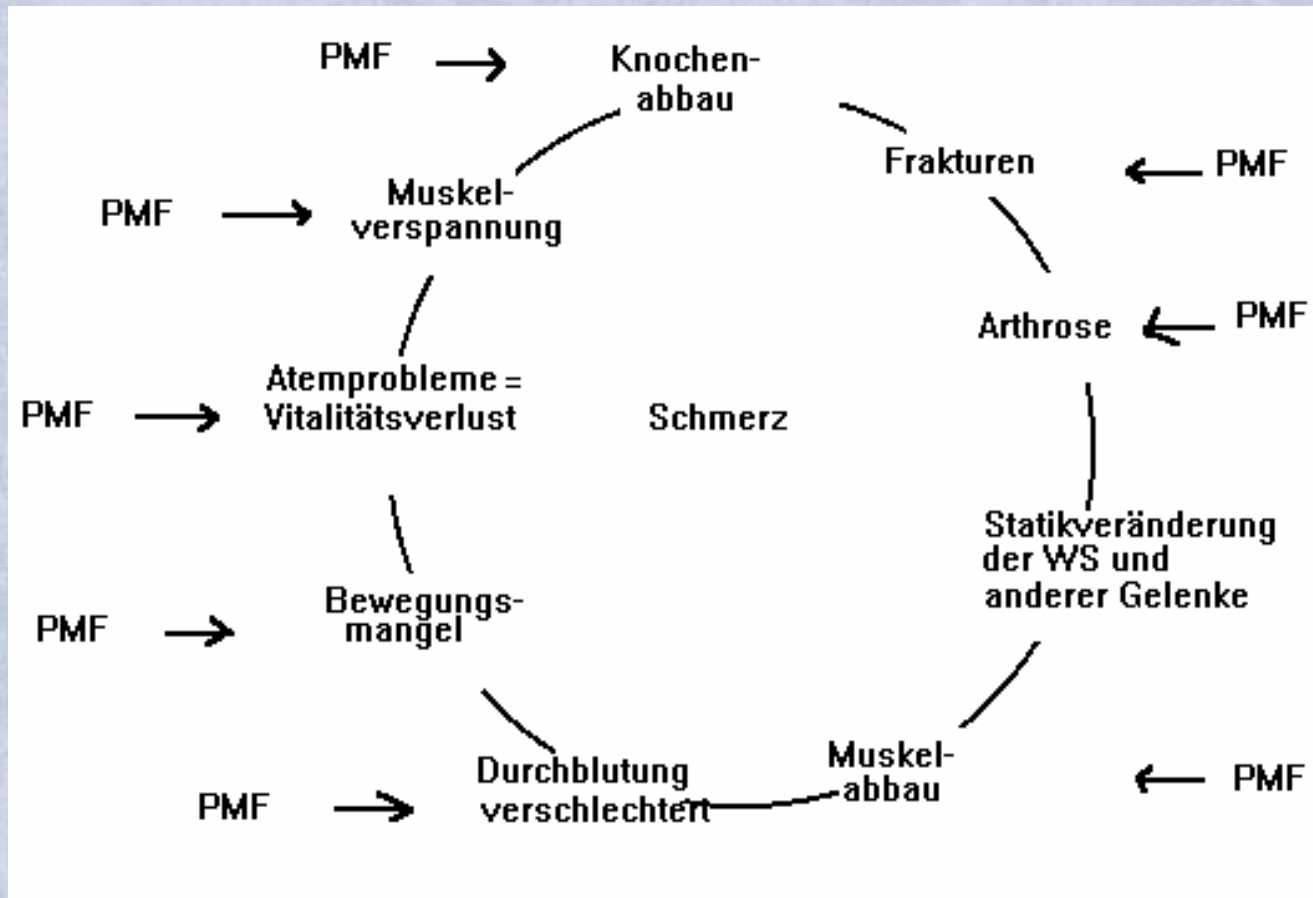 PMF
Knochen-
abbau
Frakturen
PMF
Muskel-
verspannung
PMF
Arthrose
PMF
Atemprobleme =
Vitalitätsverlust
PMF
Schmerz
Statikveränderung
der WS und
anderer Gelenke
Bewegungs-
mangel
PMF
Muskel-
abbau
PMF
Durchblutung
verschlechtert
PMF